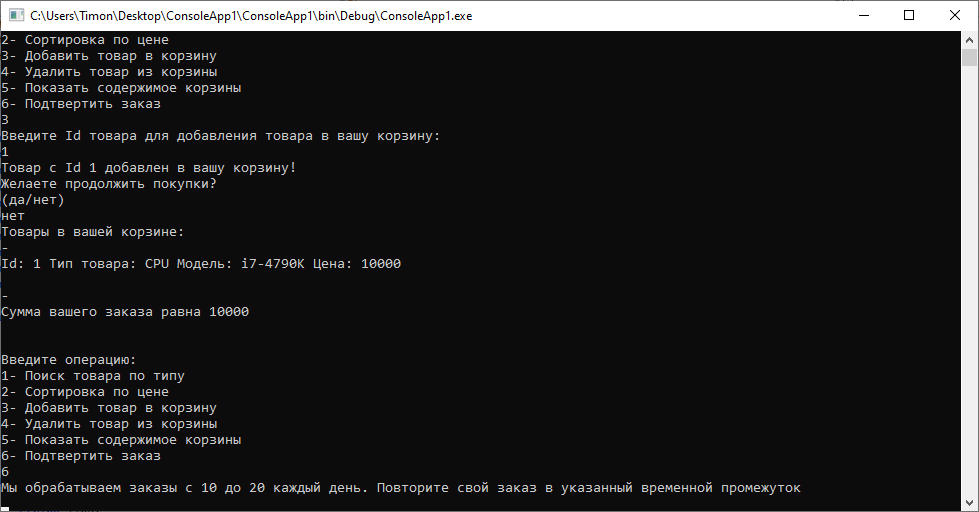 C:\Users\Timon\Desktop\ConsoleApp1\ConsoleApp1\bin\Debug\ConsoleApp1.exe
2- Сортировка по цене
3- Добавить товар в корзину
4- Удалить товар из корзины
5- Показать содержимое корзины
6- Подтвертить заказ
3
Введите Id товара для добавления товара в вашу корзину:
1
Товар с Id 1 добавлен в вашу корзину!
Желаете продолжить покупки?
(да/нет)
нет
Товары в вашей корзине:
-
Id: 1 Тип товара: CPU Модель: i7-4790K Цена: 10000
-
Сумма вашего заказа равна 10000
Введите операцию:
1- Поиск товара по типу
2- Сортировка по цене
3- Добавить товар в корзину
4- Удалить товар из корзины
5- Показать содержимое корзины
6- Подтвертить заказ
6
Мы обрабатываем заказы с 10 до 20 каждый день. Повторите свой заказ в указанный временной промежуток